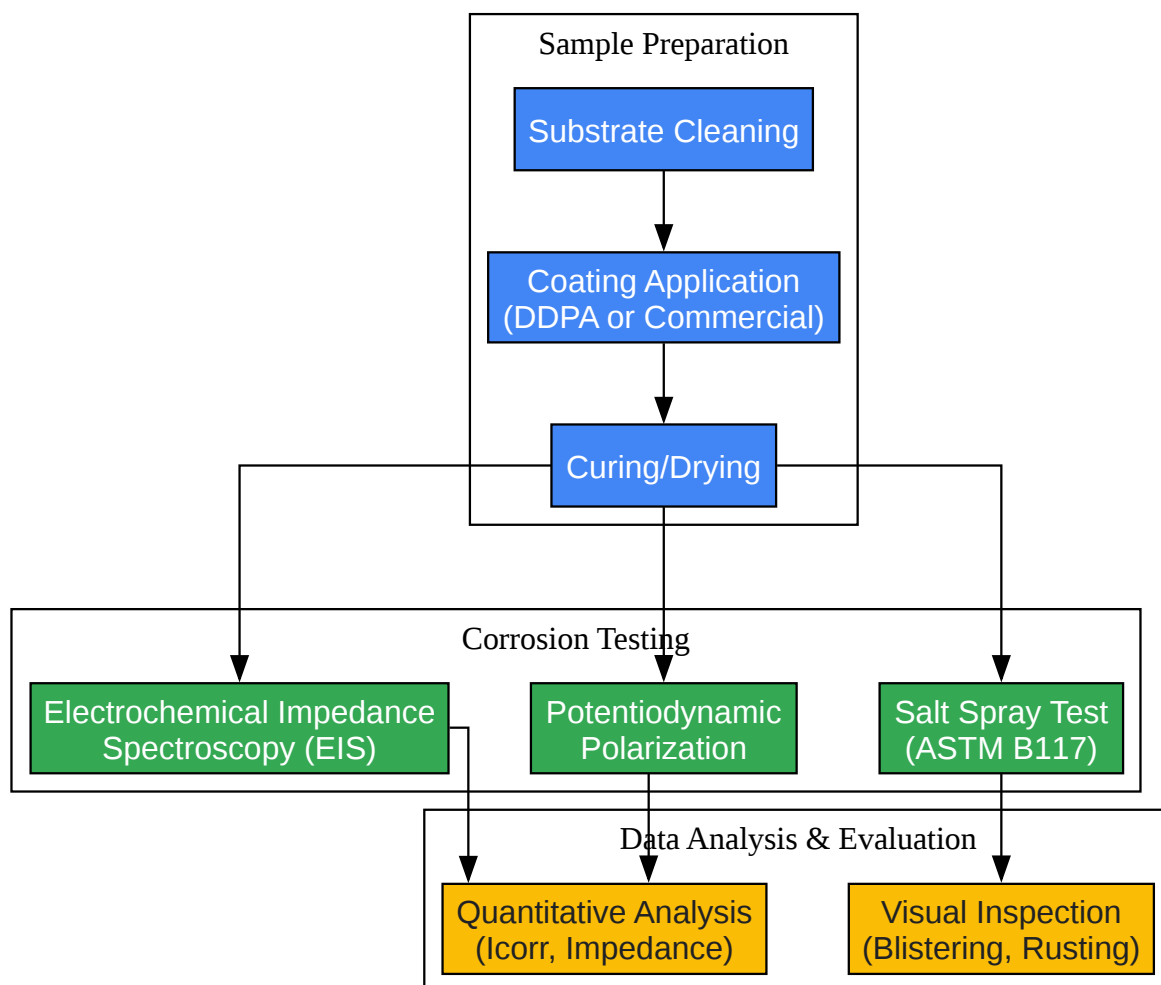 Sample Preparation
Substrate Cleaning
Coating Application
(DDPA or Commercial)
Curing/Drying
Corrosion Testing
Electrochemical Impedance
Spectroscopy (EIS)
Potentiodynamic
Polarization
Salt Spray Test
(ASTM B117)
Data Analysis & Evaluation
Quantitative Analysis
(Icorr, Impedance)
Visual Inspection
(Blistering, Rusting)